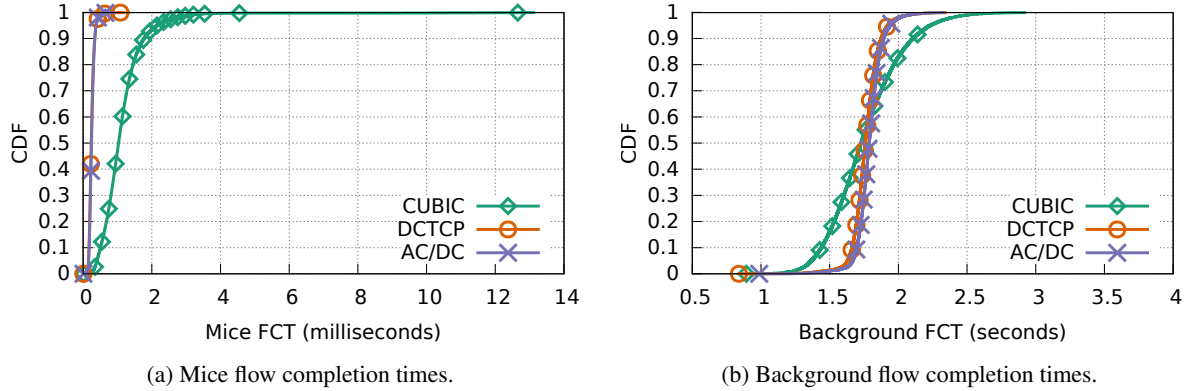 1
0.9
0.8
0.7
0.6
0.5
0.4
0.3
0.2
0.1
0
CDF
CUBIC
DCTCP
AC/DC
0 2 4 6 8 10 12 14
Mice FCT (milliseconds)
(a) Mice flow completion times.
1
0.9
0.8
0.7
0.6
0.5
0.4
0.3
0.2
0.1
0
CDF
CUBIC
DCTCP
AC/DC
0.5 1 1.5 2 2.5 3 3.5 4
Background FCT (seconds)
(b) Background flow completion times.